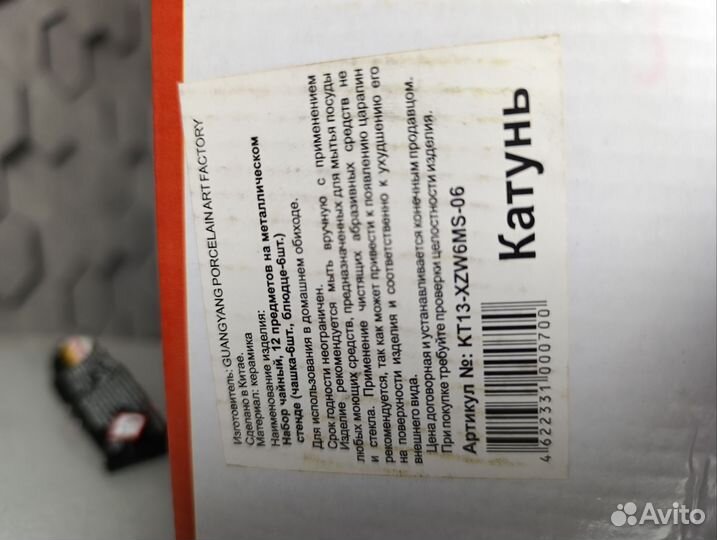 Изготовитель: GUANGYANG PORCELAIN ART FACTORY
Сделано в Китае.
Материал: керамика
Наименование изделия:
Набор чайный, 12 предметов на металлическом
стенде (чашка-6шт., блюдце-6шт.)
Для использования в домашнем обиходе.
Срок годности неограничен.
Изделие рекомендуется мыть вручную с применением
любых моющих средств, предназначенных для мытья посуды
и стекла. Применение чистящих абразивных средств не
рекомендуется, так как может привести к появлению царапин
на поверхности изделия и соответственно к ухудшению его
внешнего вида.
Цена договорная и устанавливается конечным продавцом.
При покупке требуйте проверки целостности изделия.
Артикул №: KT13-XZW6MS-06
4 622331 000700
Катунь
Avito